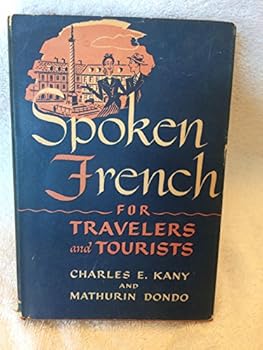 Spoken
French
FOR
TRAVELERS
and TOURISTS
CHARLES E. KANY
AND
MATHURIN DONDO